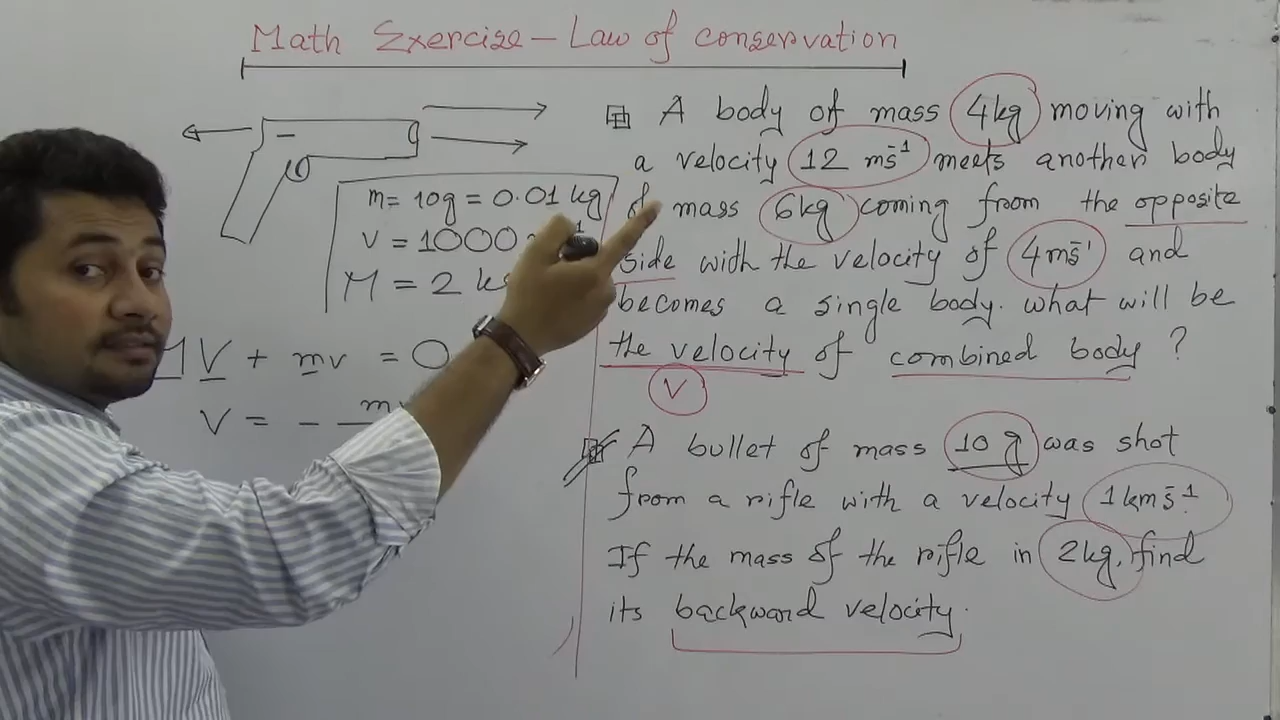 Math Exercise – Law of conservation
m = 10g = 0.01 kg
v = 1000
M = 2
MV + mv = 0
V = -
A body of mass 4kg moving with
a velocity 12 ms⁻¹ meets another body
of mass 6kg coming from the opposite
side with the velocity of 4ms⁻¹ and
becomes a single body. what will be
the velocity of combined body ?
V
A bullet of mass 10 g was shot
from a rifle with a velocity 1kms⁻¹.
If the mass of the rifle in 2kg, find
its backward velocity.